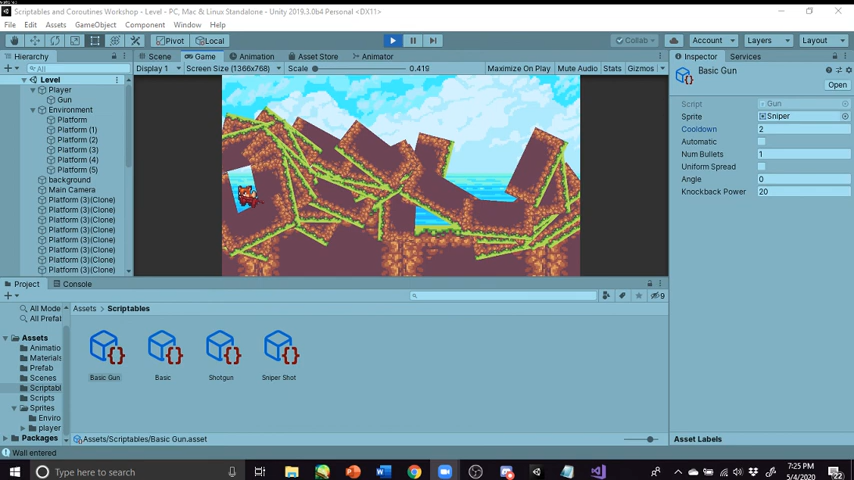 Scriptables and Coroutines Workshop - Level - PC, Mac & Linux Standalone - Unity 2019.3.0b4 Personal <DX11>
File Edit Assets GameObject Component Window Help
Pivot Local Collab Account Layers Layout
Hierarchy Scene Game Animation Asset Store Animator Inspector Services
All
Display 1 Screen Size (1366x768) Scale 0.419 Maximize On Play Mute Audio Stats Gizmos
Level
Player
Gun
Environment
Platform
Platform (1)
Platform (2)
Platform (3)
Platform (4)
Platform (5)
background
Main Camera
Platform (3)(Clone)
Platform (3)(Clone)
Platform (3)(Clone)
Platform (3)(Clone)
Platform (3)(Clone)
Platform (3)(Clone)
Platform (3)(Clone)
Platform (3)(Clone)
Basic Gun
Open
Script Gun
Sprite Sniper
Cooldown 2
Automatic
Num Bullets 1
Uniform Spread
Angle 0
Knockback Power 20
Project Console
9
All Mode
All Prefab
Assets
Animatio
Materials
Prefab
Scenes
Scriptabl
Scripts
Sprites
Enviro
player
Packages
Assets > Scriptables
Basic Gun Basic Shotgun Sniper Shot
Assets/Scriptables/Basic Gun.asset
Asset Labels
Wall entered
Type here to search
7:25 PM
5/4/2020
22